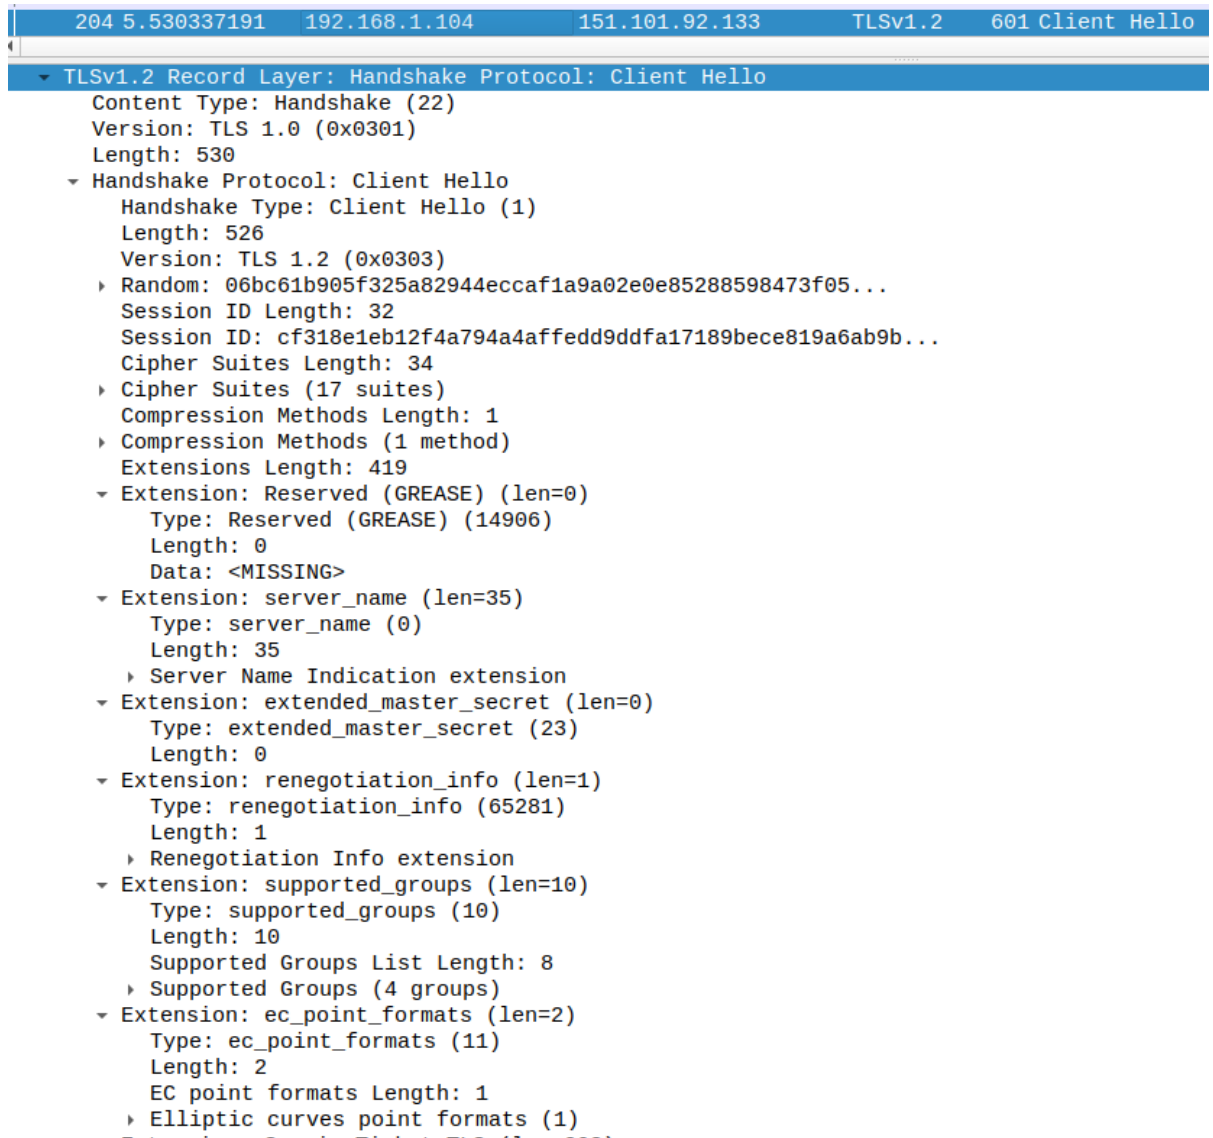 204 5.530337191 192.168.1.104 151.101.92.133 TLSv1.2 601 Client Hello
TLSv1.2 Record Layer: Handshake Protocol: Client Hello
Content Type: Handshake (22)
Version: TLS 1.0 (0x0301)
Length: 530
Handshake Protocol: Client Hello
Handshake Type: Client Hello (1)
Length: 526
Version: TLS 1.2 (0x0303)
Random: 06bc61b905f325a82944eccaf1a9a02e0e85288598473f05...
Session ID Length: 32
Session ID: cf318e1eb12f4a794a4affedd9ddfa17189bece819a6ab9b...
Cipher Suites Length: 34
Cipher Suites (17 suites)
Compression Methods Length: 1
Compression Methods (1 method)
Extensions Length: 419
Extension: Reserved (GREASE) (len=0)
Type: Reserved (GREASE) (14906)
Length: 0
Data: <MISSING>
Extension: server_name (len=35)
Type: server_name (0)
Length: 35
Server Name Indication extension
Extension: extended_master_secret (len=0)
Type: extended_master_secret (23)
Length: 0
Extension: renegotiation_info (len=1)
Type: renegotiation_info (65281)
Length: 1
Renegotiation Info extension
Extension: supported_groups (len=10)
Type: supported_groups (10)
Length: 10
Supported Groups List Length: 8
Supported Groups (4 groups)
Extension: ec_point_formats (len=2)
Type: ec_point_formats (11)
Length: 2
EC point formats Length: 1
Elliptic curves point formats (1)